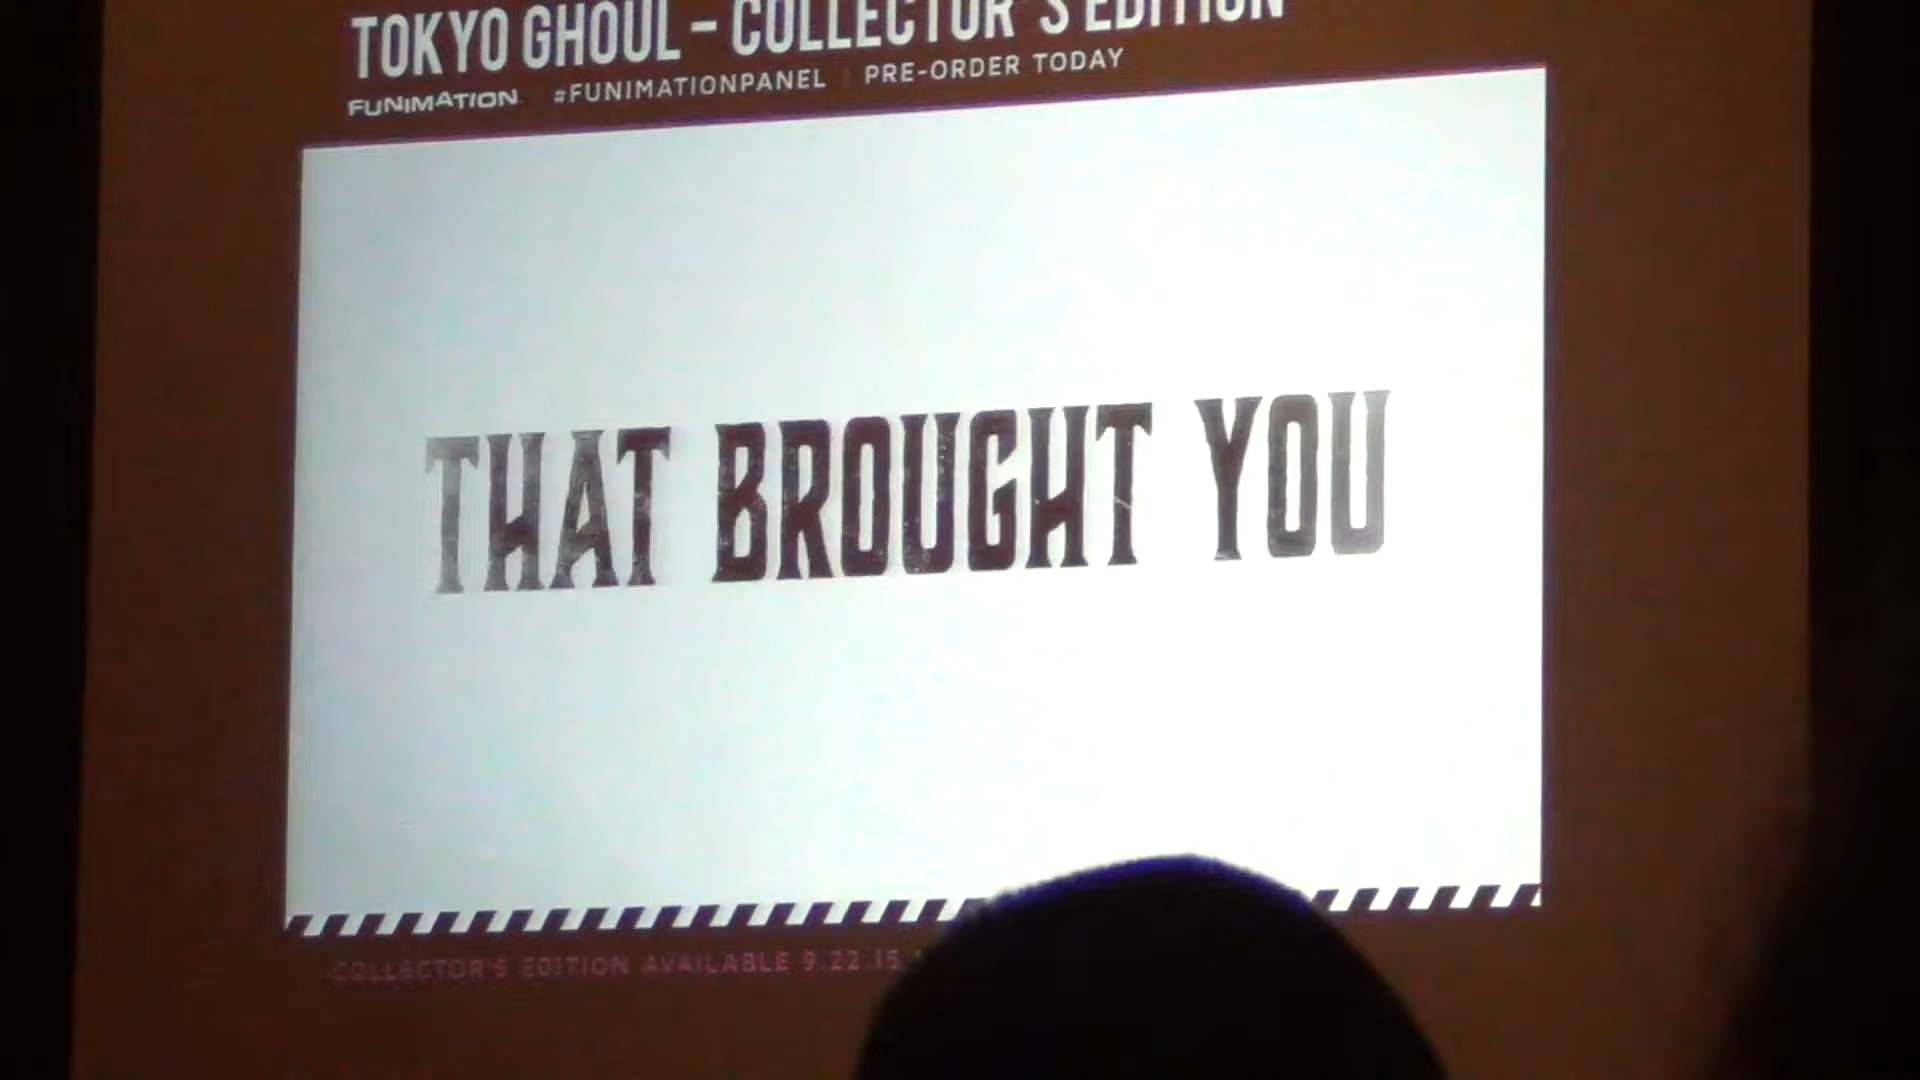 TOKYO GHOUL - COLLECTOR'S EDITION
FUNIMATION #FUNIMATIONPANEL | PRE-ORDER TODAY
THAT BROUGHT YOU
COLLECTOR'S EDITION AVAILABLE 9.22.15